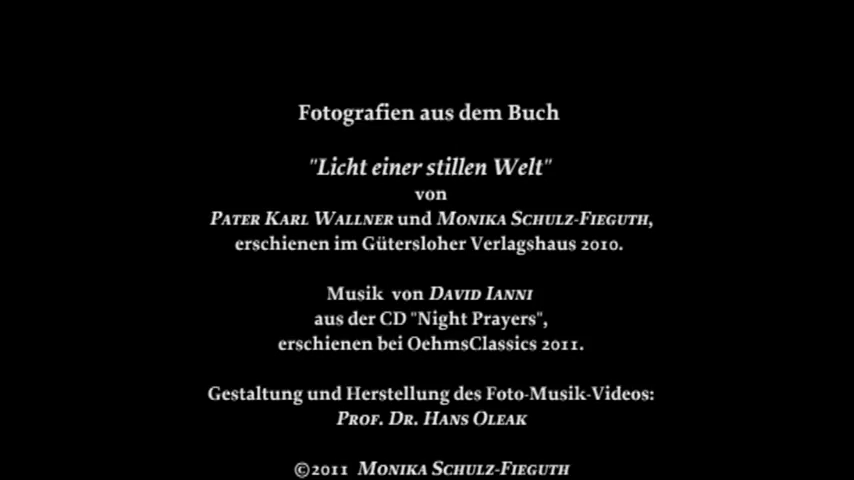 Fotografien aus dem Buch
"Licht einer stillen Welt"
von
Pater Karl Wallner und Monika Schulz-Fieguth,
erschienen im Gütersloher Verlagshaus 2010.
Musik von David Ianni
aus der CD "Night Prayers",
erschienen bei OehmsClassics 2011.
Gestaltung und Herstellung des Foto-Musik-Videos:
Prof. Dr. Hans Oleak
©2011 Monika Schulz-Fieguth